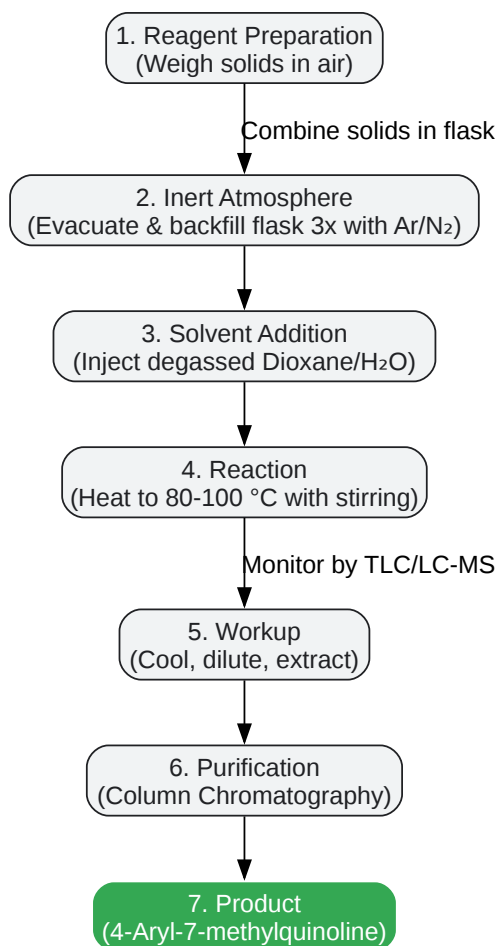 1. Reagent Preparation
(Weigh solids in air)
Combine solids in flask
2. Inert Atmosphere
(Evacuate & backfill flask 3x with Ar/N₂)
3. Solvent Addition
(Inject degassed Dioxane/H₂O)
4. Reaction
(Heat to 80-100 °C with stirring)
Monitor by TLC/LC-MS
5. Workup
(Cool, dilute, extract)
6. Purification
(Column Chromatography)
7. Product
(4-Aryl-7-methylquinoline)